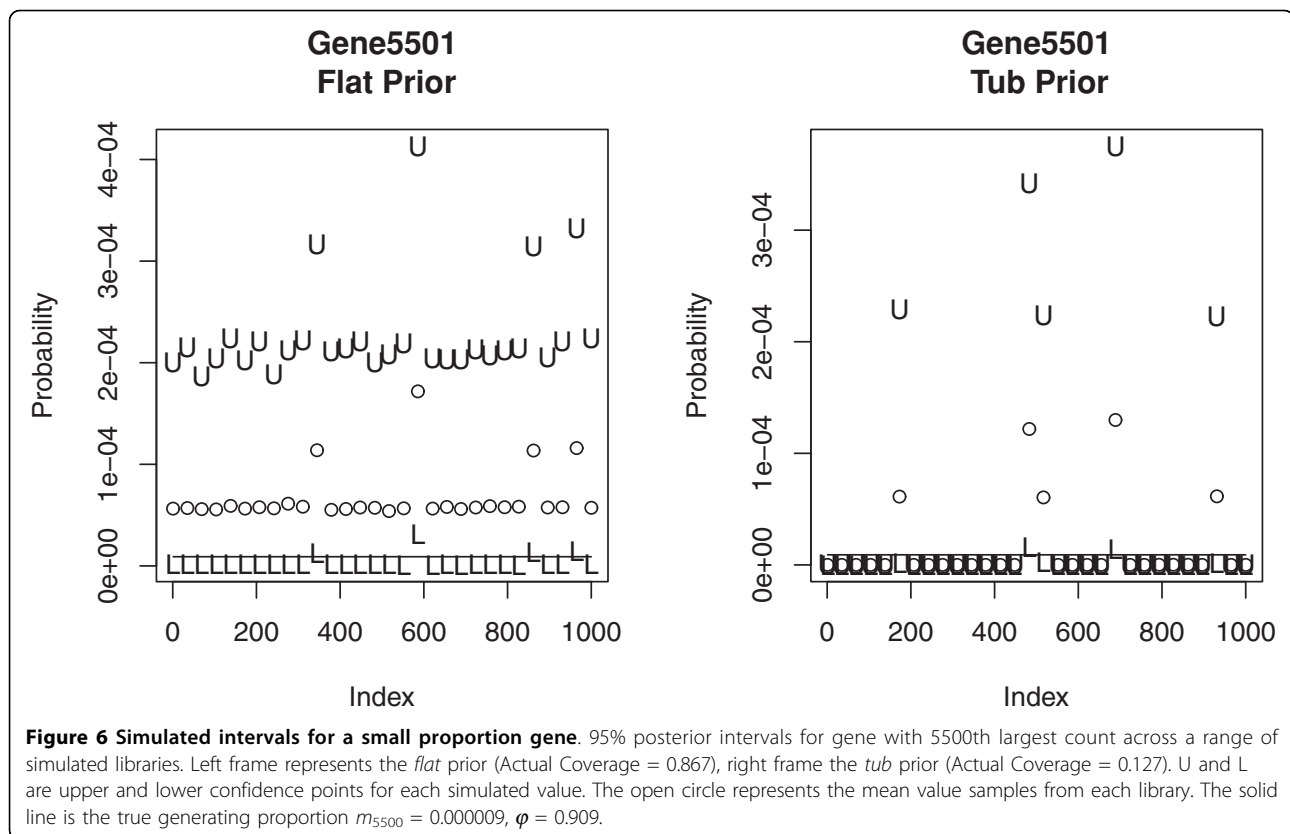 Gene5501
Flat Prior
Probability
0e+00 1e−04 2e−04 3e−04 4e−04
U U U U U U U U U U U U U U U U U U U U U U U U U U U U U U
L L L L L L L L L L L L L L L L L L L L L L L L L L L L L L
0 200 400 600 800 1000
Index
Gene5501
Tub Prior
Probability
0e+00 1e−04 2e−04 3e−04
U U U U U
0 200 400 600 800 1000
Index
Figure 6 Simulated intervals for a small proportion gene. 95% posterior intervals for gene with 5500th largest count across a range of
simulated libraries. Left frame represents the flat prior (Actual Coverage = 0.867), right frame the tub prior (Actual Coverage = 0.127). U and L
are upper and lower confidence points for each simulated value. The open circle represents the mean value samples from each library. The solid
line is the true generating proportion m5500 = 0.000009, φ = 0.909.